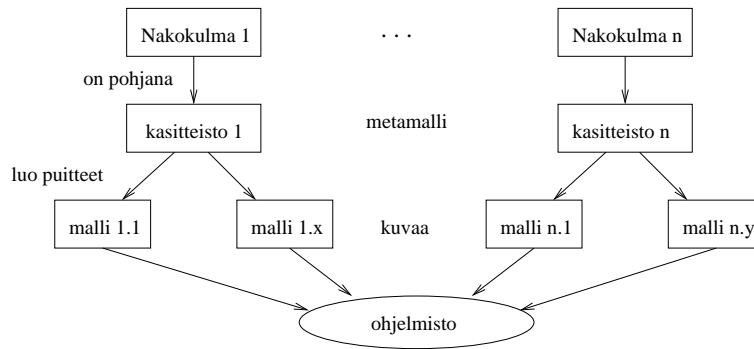 Nakokulma 1
. . .
Nakokulma n
on pohjana
kasitteisto 1
metamalli
kasitteisto n
luo puitteet
malli 1.1
malli 1.x
kuvaa
malli n.1
malli n.y
ohjelmisto